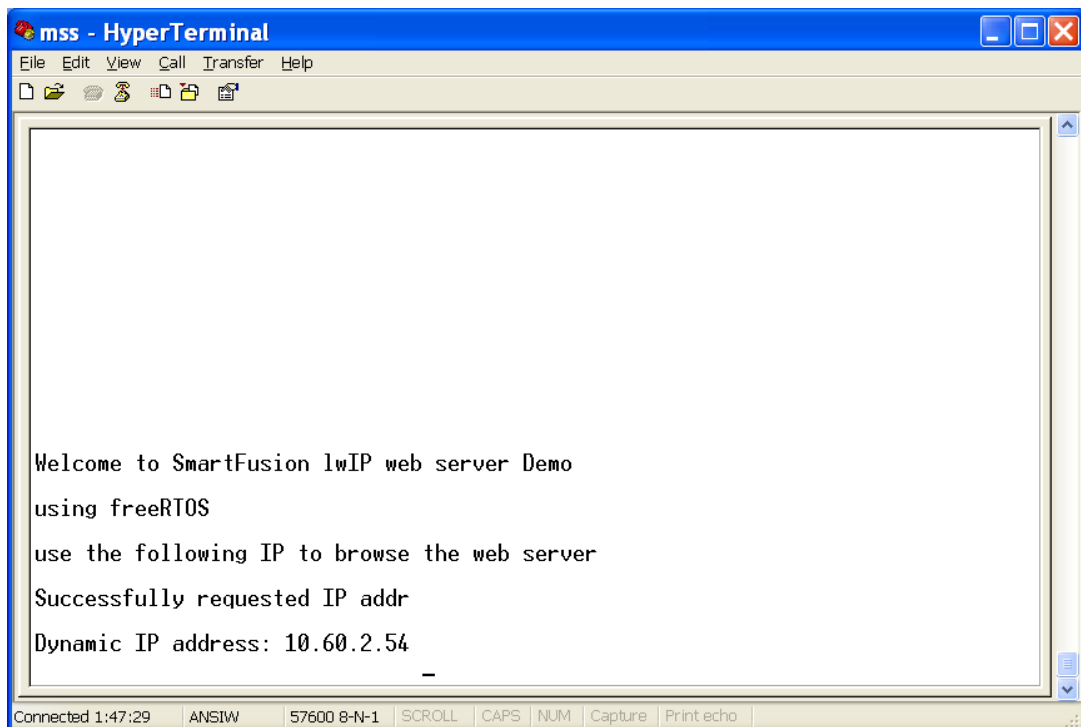 mss - HyperTerminal
File Edit View Call Transfer Help
Welcome to SmartFusion lwIP web server Demo
using freeRTOS
use the following IP to browse the web server
Successfully requested IP addr
Dynamic IP address: 10.60.2.54
Connected 1:47:29 ANSIW 57600 8-N-1 SCROLL CAPS NUM Capture Print echo